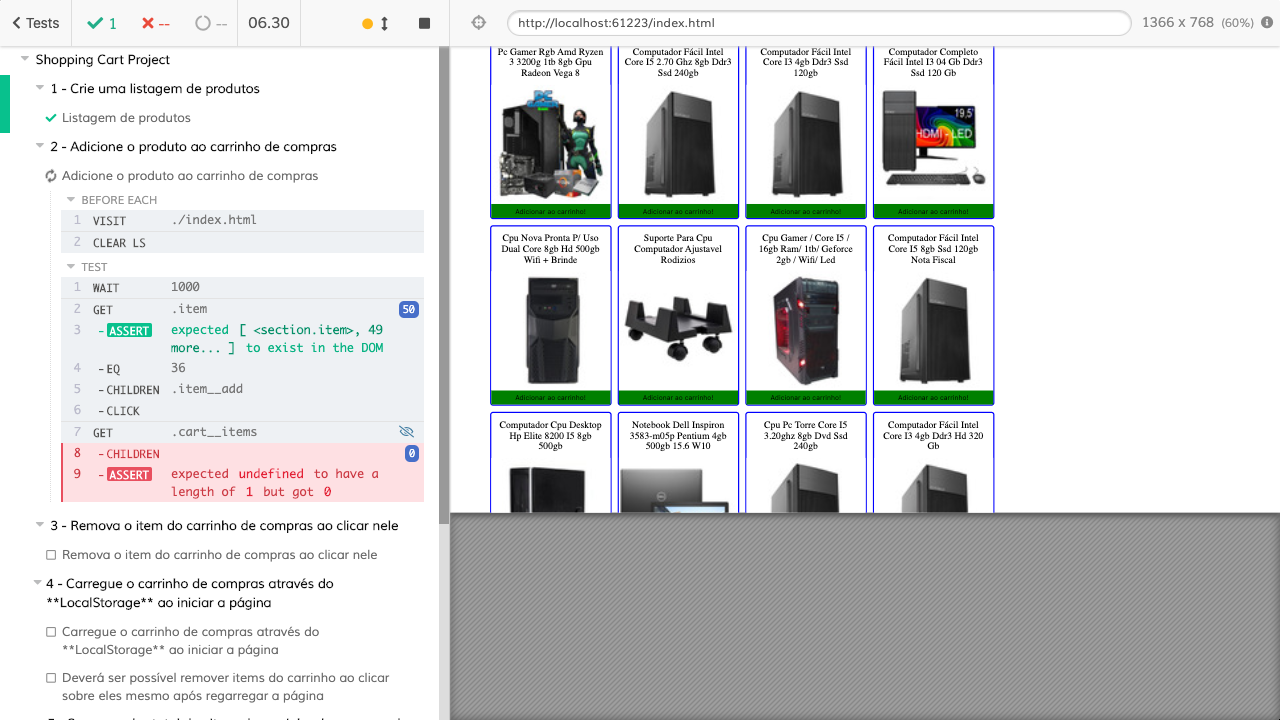 Tests
1
--
--
06.30
http://localhost:61223/index.html
1366 x 768 (60%)
Shopping Cart Project
1 - Crie uma listagem de produtos
Listagem de produtos
2 - Adicione o produto ao carrinho de compras
Adicione o produto ao carrinho de compras
BEFORE EACH
1 VISIT ./index.html
2 CLEAR LS
TEST
1 WAIT 1000
2 GET .item 50
3 -ASSERT expected [ <section.item>, 49
more... ] to exist in the DOM
4 -EQ 36
5 -CHILDREN .item__add
6 -CLICK
7 GET .cart__items
8 -CHILDREN 0
9 -ASSERT expected undefined to have a
length of 1 but got 0
3 - Remova o item do carrinho de compras ao clicar nele
Remova o item do carrinho de compras ao clicar nele
4 - Carregue o carrinho de compras através do
**LocalStorage** ao iniciar a página
Carregue o carrinho de compras através do
**LocalStorage** ao iniciar a página
Deverá ser possível remover items do carrinho ao clicar
sobre eles mesmo após regarregar a página
Pc Gamer Rgb Amd Ryzen
3 3200g 1tb 8gb Gpu
Radeon Vega 8
Adicionar ao carrinho!
Computador Fácil Intel
Core I5 2.70 Ghz 8gb Ddr3
Ssd 240gb
Adicionar ao carrinho!
Computador Fácil Intel
Core I3 4gb Ddr3 Ssd
120gb
Adicionar ao carrinho!
Computador Completo
Fácil Intel I3 04 Gb Ddr3
Ssd 120 Gb
19,5'
HDMI - LED
Adicionar ao carrinho!
Cpu Nova Pronta P/ Uso
Dual Core 8gb Hd 500gb
Wifi + Brinde
Adicionar ao carrinho!
Suporte Para Cpu
Computador Ajustavel
Rodizios
Adicionar ao carrinho!
Cpu Gamer / Core I5 /
16gb Ram/ 1tb/ Geforce
2gb / Wifi/ Led
Adicionar ao carrinho!
Computador Fácil Intel
Core I5 8gb Ssd 120gb
Nota Fiscal
Adicionar ao carrinho!
Computador Cpu Desktop
Hp Elite 8200 I5 8gb
500gb
Notebook Dell Inspiron
3583-m05p Pentium 4gb
500gb 15.6 W10
Cpu Pc Torre Core I5
3.20ghz 8gb Dvd Ssd
240gb
Computador Fácil Intel
Core I3 4gb Ddr3 Hd 320
Gb